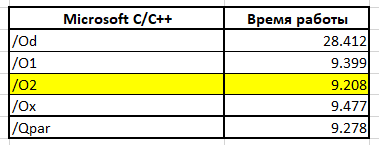 Microsoft C/C++ Время работы
/Od 28.412
/O1 9.399
/O2 9.208
/Ox 9.477
/Qpar 9.278